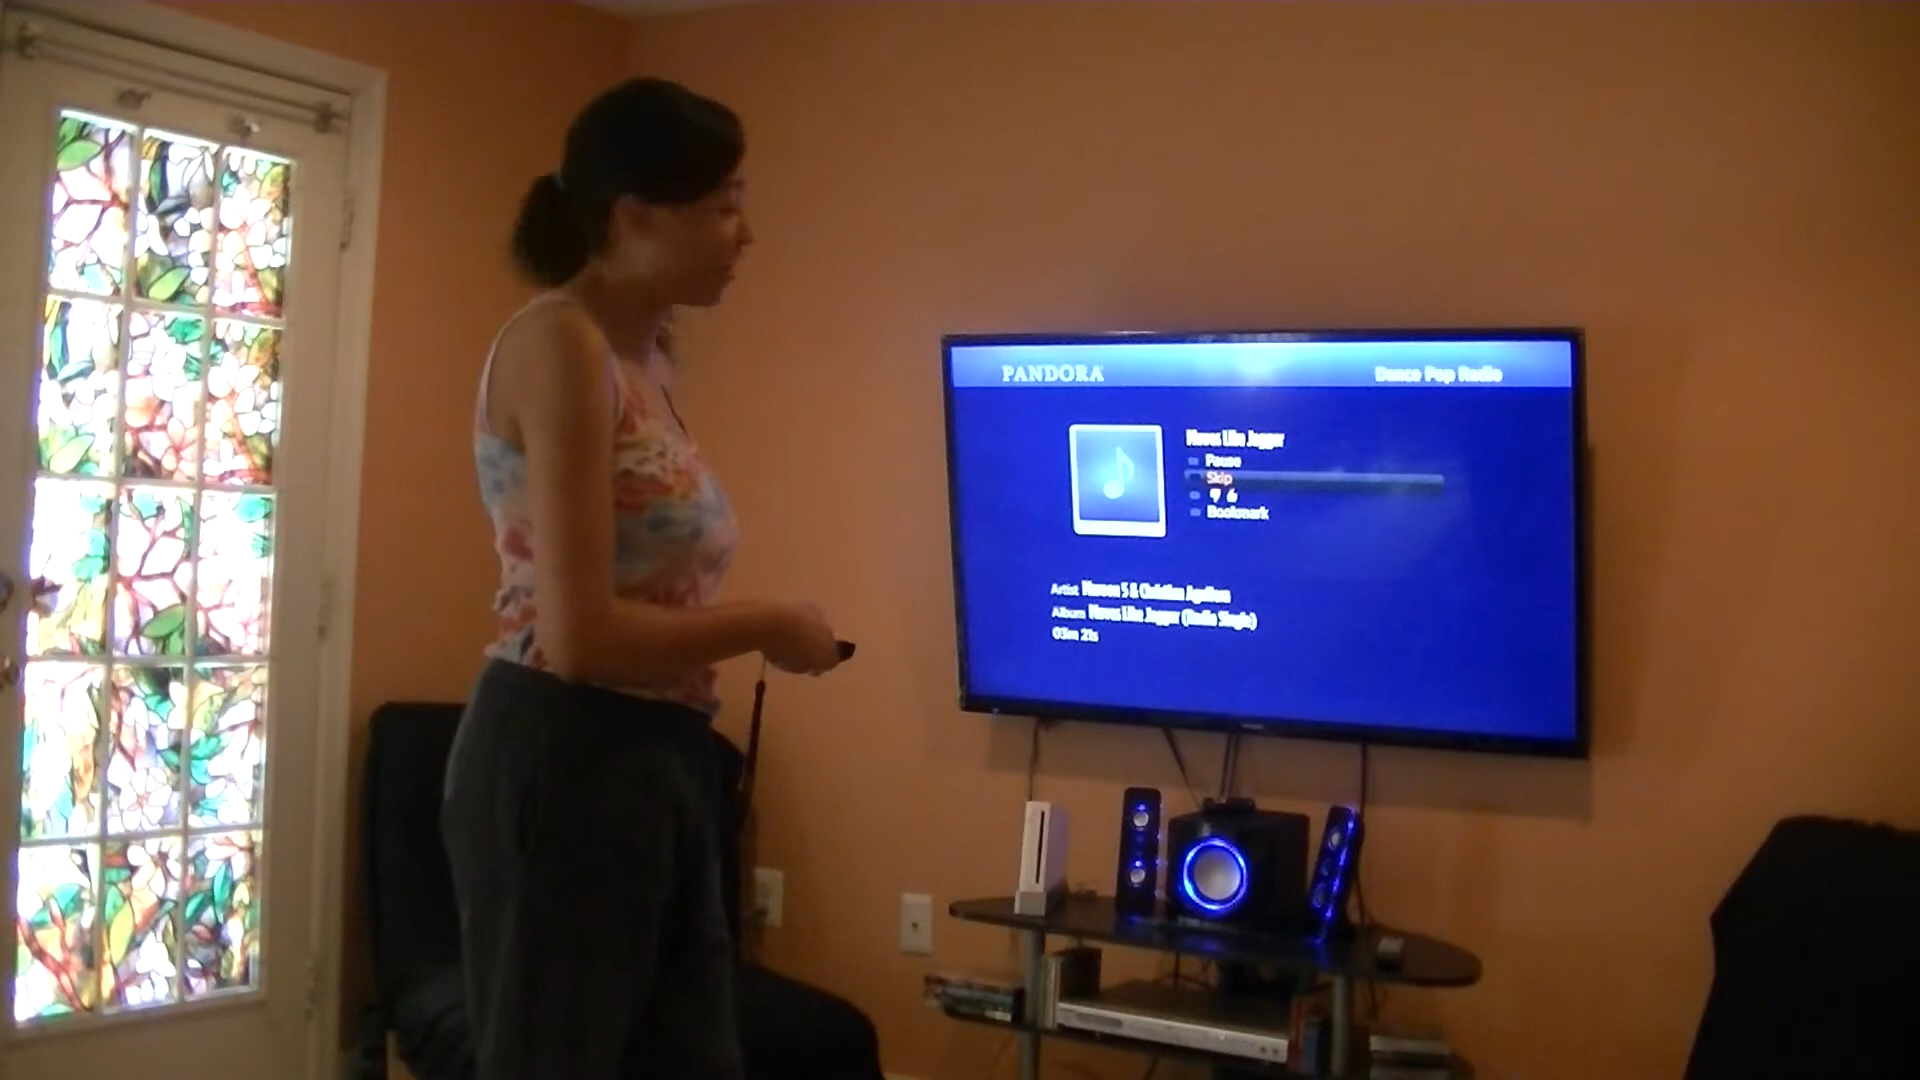 PANDORA
Dance Pop Radio
Moves Like Jagger
Pause
Skip
Bookmark
Artist Maroon 5 & Christina Aguilera
Album Moves Like Jagger (Radio Single)
03m 21s